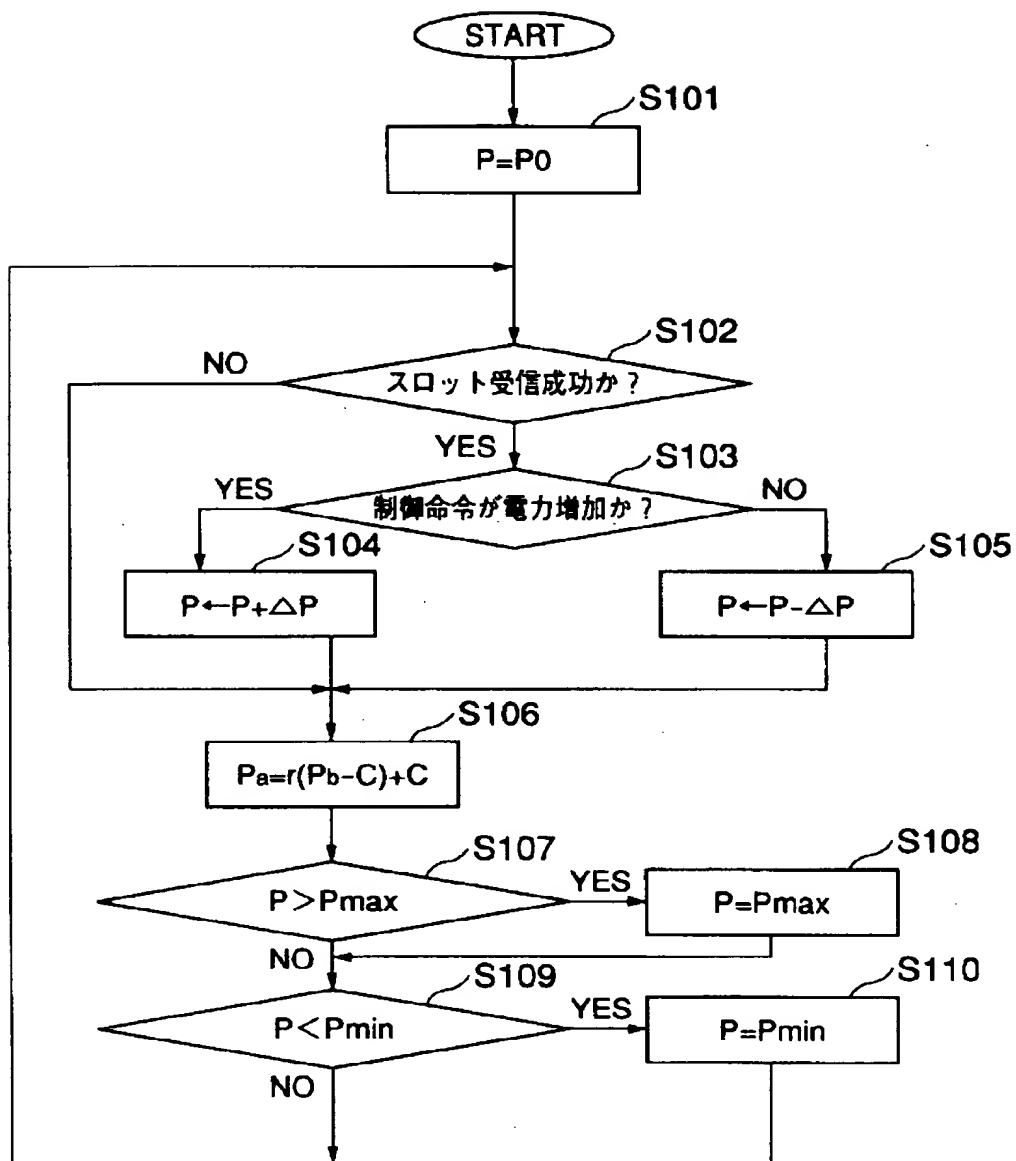 START
S101
P=P0
S102
NO
スロット受信成功か?
YES
S103
YES
制御命令が電力増加か?
NO
S104
S105
P←P+△P
P←P-△P
S106
Pa=r(Pb-C)+C
S107
S108
P>Pmax
YES
P=Pmax
NO
S109
S110
P<Pmin
YES
P=Pmin
NO